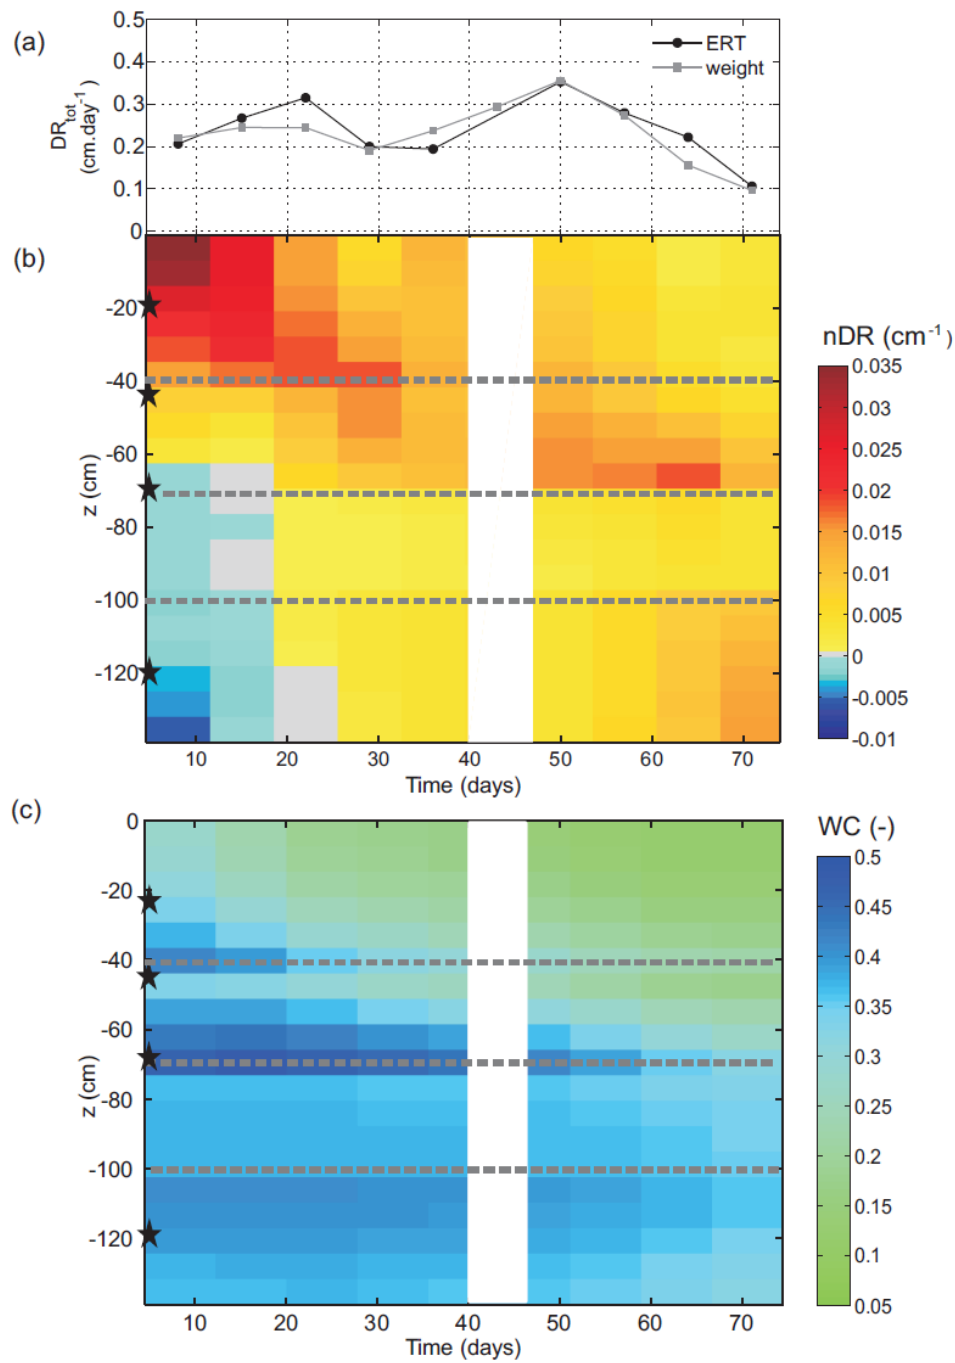 (a)
0.5
0.4
0.3
0.2
0.1
0
DR_tot
(cm.day⁻¹)
ERT
weight
(b)
-20
-40
-60
-80
-100
-120
z (cm)
10 20 30 40 50 60 70
Time (days)
nDR (cm⁻¹)
0.035
0.03
0.025
0.02
0.015
0.01
0.005
0
-0.005
-0.01
(c)
0
-20
-40
-60
-80
-100
-120
z (cm)
10 20 30 40 50 60 70
Time (days)
WC (-)
0.5
0.45
0.4
0.35
0.3
0.25
0.2
0.15
0.1
0.05